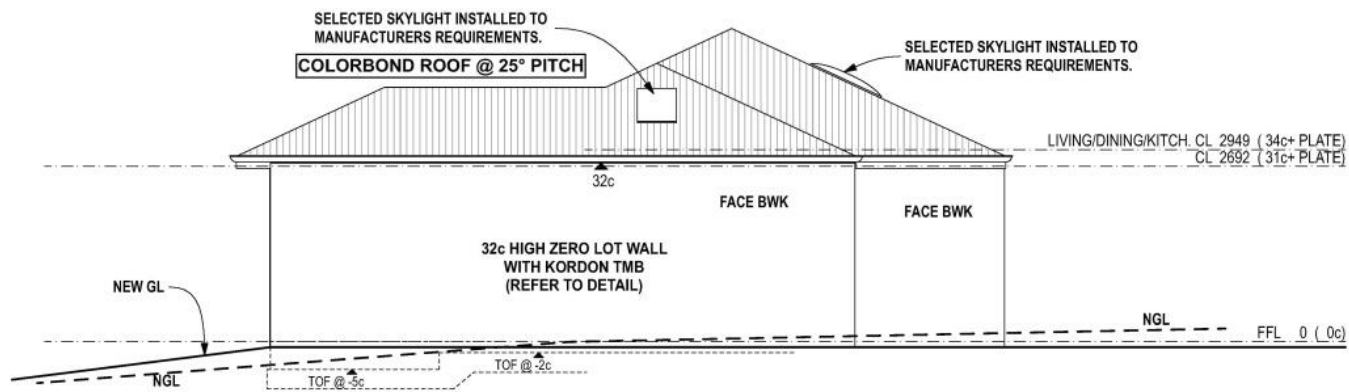 SELECTED SKYLIGHT INSTALLED TO
MANUFACTURERS REQUIREMENTS.
COLORBOND ROOF @ 25° PITCH
SELECTED SKYLIGHT INSTALLED TO
MANUFACTURERS REQUIREMENTS.
LIVING/DINING/KITCH. CL 2949 ( 34c+ PLATE)
CL 2692 ( 31c+ PLATE)
32c
FACE BWK
FACE BWK
32c HIGH ZERO LOT WALL
WITH KORDON TMB
(REFER TO DETAIL)
NEW GL
NGL
FFL 0 ( 0c)
TOF @ -2c
TOF @ -5c
NGL